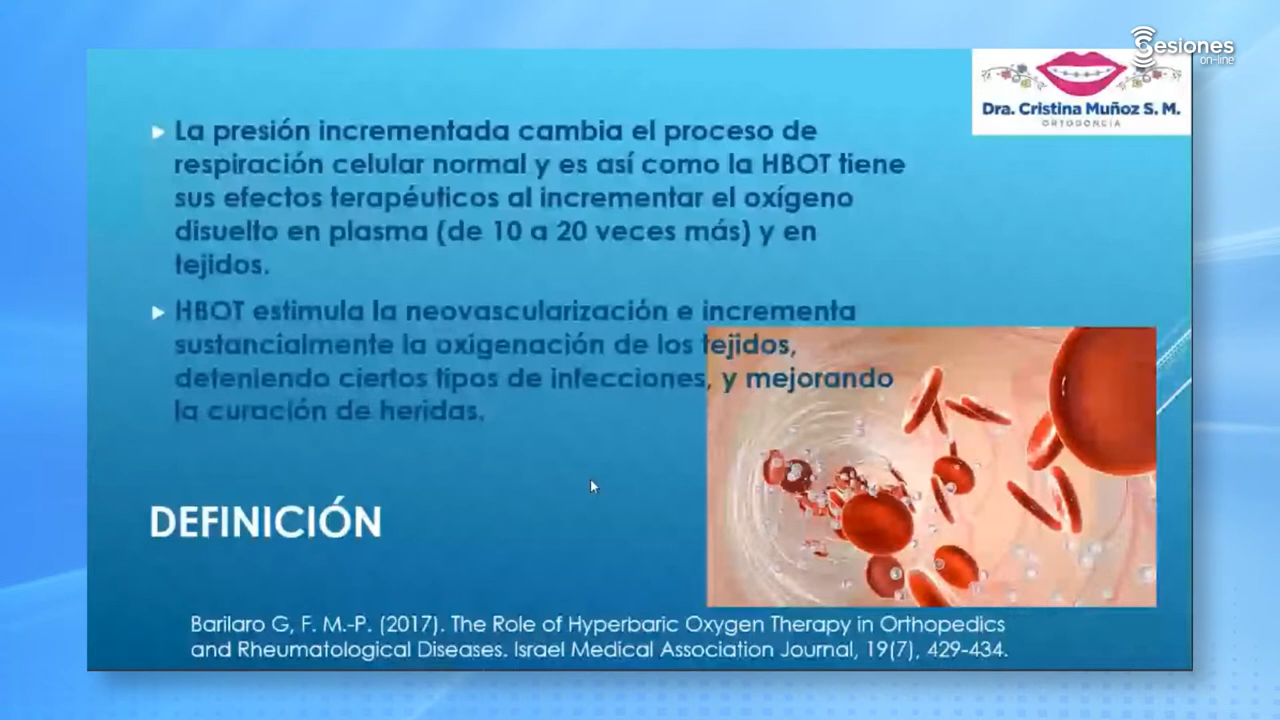 Sesiones
on-line
Dra. Cristina Muñoz S. M.
ORTODONCIA
La presión incrementada cambia el proceso de
respiración celular normal y es así como la HBOT tiene
sus efectos terapéuticos al incrementar el oxígeno
disuelto en plasma (de 10 a 20 veces más) y en
tejidos.
HBOT estimula la neovascularización e incrementa
sustancialmente la oxigenación de los tejidos,
deteniendo ciertos tipos de infecciones, y mejorando
la curación de heridas.
DEFINICIÓN
Barilaro G, F. M.-P. (2017). The Role of Hyperbaric Oxygen Therapy in Orthopedics
and Rheumatological Diseases. Israel Medical Association Journal, 19(7), 429-434.